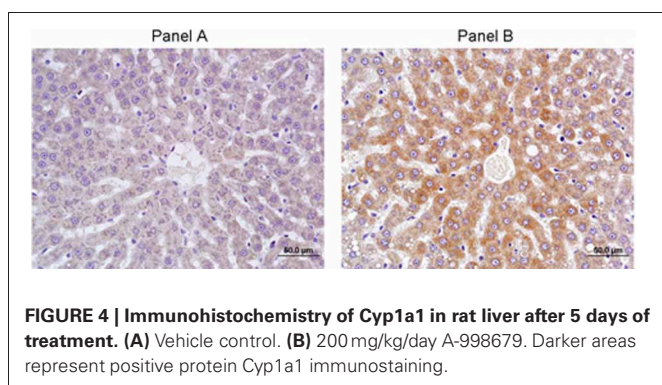 Panel A
Panel B
50.0 µm
50.0 µm
FIGURE 4 | Immunohistochemistry of Cyp1a1 in rat liver after 5 days of
treatment. (A) Vehicle control. (B) 200 mg/kg/day A-998679. Darker areas
represent positive protein Cyp1a1 immunostaining.